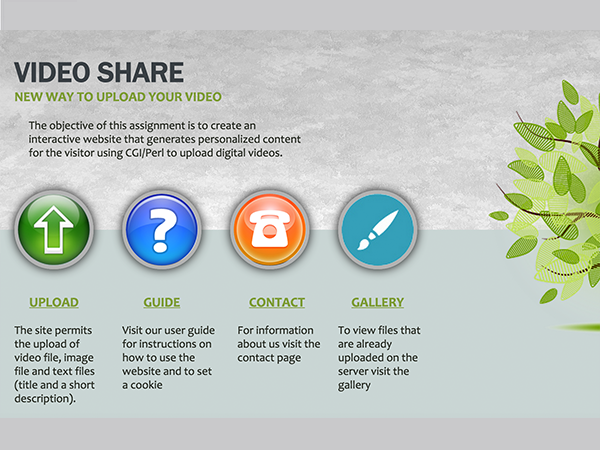 VIDEO SHARE
NEW WAY TO UPLOAD YOUR VIDEO
The objective of this assignment is to create an
interactive website that generates personalized content
for the visitor using CGI/Perl to upload digital videos.
?
UPLOAD
The site permits
the upload of
video file, image
file and text files
(title and a short
description).
GUIDE
Visit our user guide
for instructions on
how to use the
website and to set
a cookie
CONTACT
For information
about us visit the
contact page
GALLERY
To view files that
are already
uploaded on the
server visit the
gallery